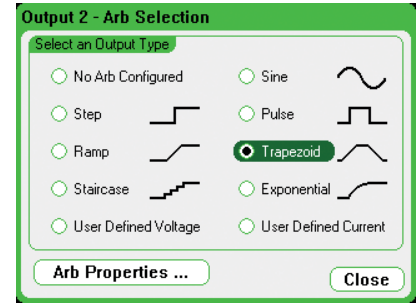 Output 2 - Arb Selection
Select an Output Type
No Arb Configured
Sine
Step
Pulse
Ramp
Trapezoid
Staircase
Exponential
User Defined Voltage
User Defined Current
Arb Properties ...
Close